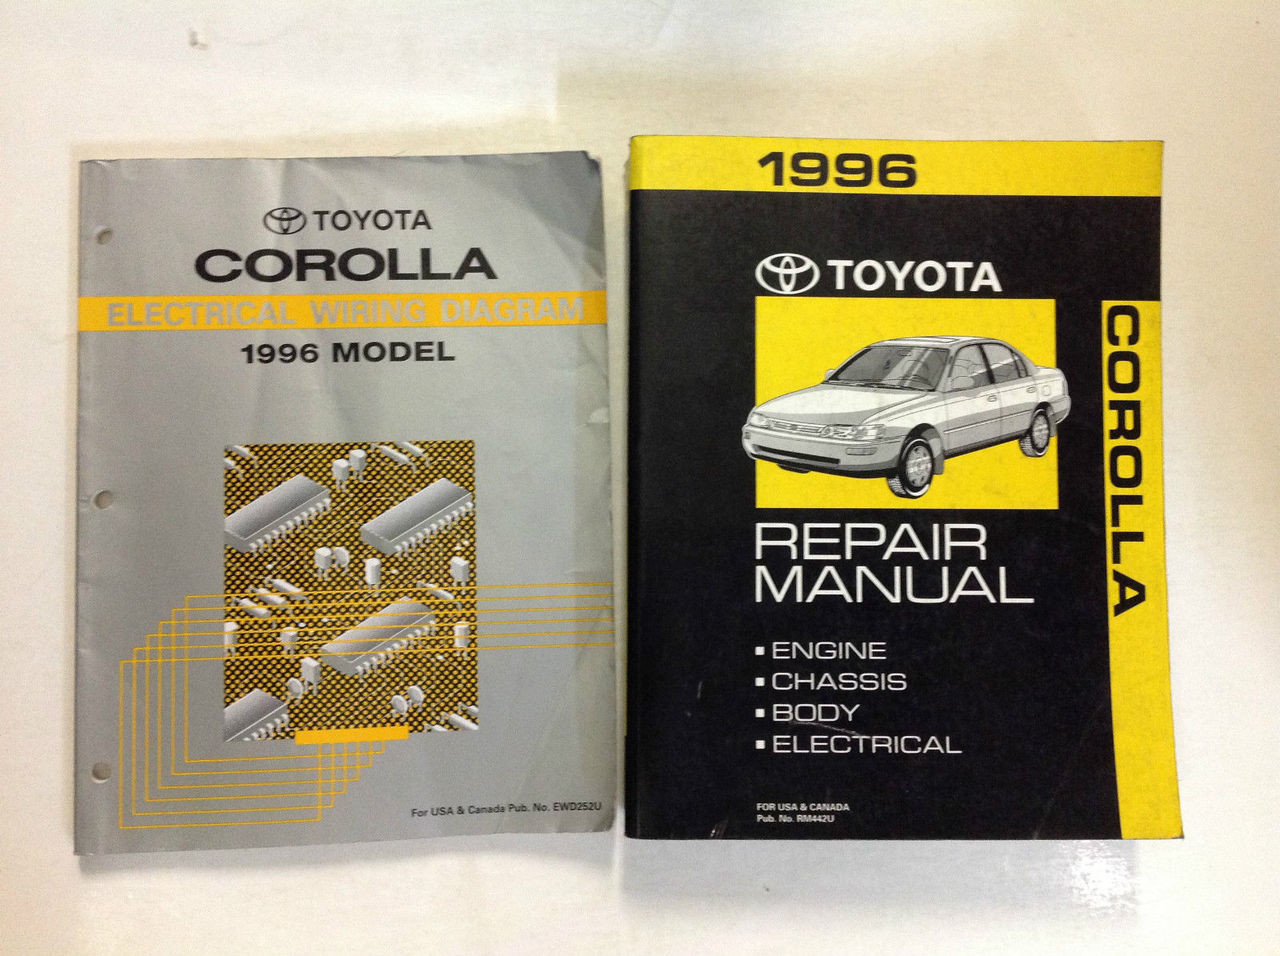 TOYOTA
COROLLA
ELECTRICAL WIRING DIAGRAM
1996 MODEL
For USA & Canada Pub. No. EWD252U
1996
TOYOTA
COROLLA
REPAIR
MANUAL
▪ ENGINE
▪ CHASSIS
▪ BODY
▪ ELECTRICAL
FOR USA & CANADA
Pub. No. RM442U